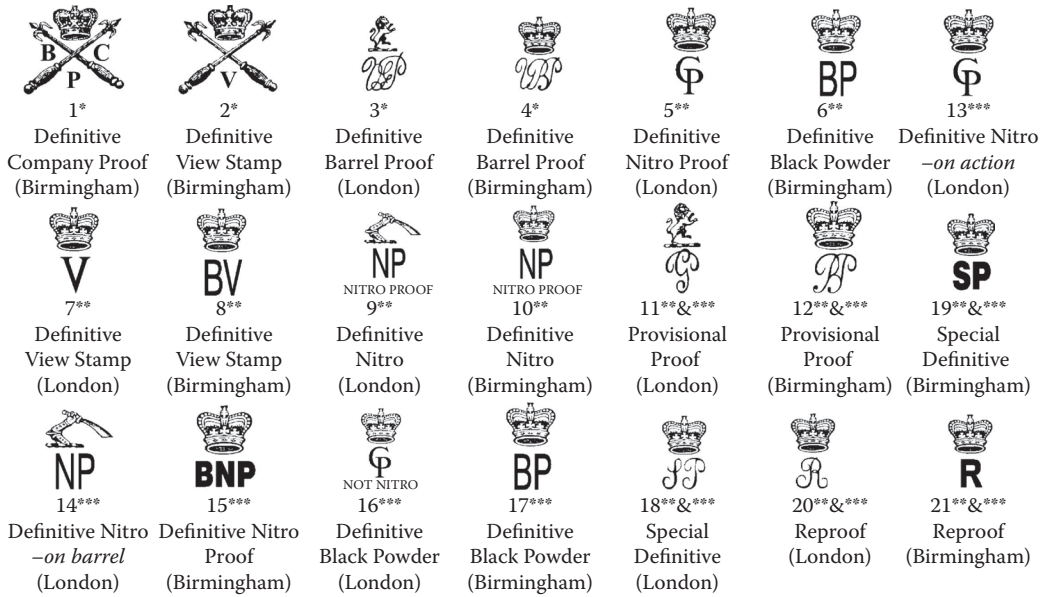 B C
P
V
UGP
UBP
GP
BP
GP
1* 2* 3* 4* 5** 6** 13***
Definitive Definitive Definitive Definitive Definitive Definitive Definitive Nitro
Company Proof View Stamp Barrel Proof Barrel Proof Nitro Proof Black Powder –on action
(Birmingham) (Birmingham) (London) (Birmingham) (London) (Birmingham) (London)
V BV NP NP GP BP SP
NITRO PROOF NITRO PROOF
7** 8** 9** 10** 11**&*** 12**&*** 19**&***
Definitive Definitive Definitive Definitive Provisional Provisional Special
View Stamp View Stamp Nitro Nitro Proof Proof Definitive
(London) (Birmingham) (London) (Birmingham) (London) (Birmingham) (Birmingham)
NP BNP GP BP SP R R
NOT NITRO
14*** 15*** 16*** 17*** 18**&*** 20**&*** 21**&***
Definitive Nitro Definitive Nitro Definitive Definitive Special Reproof Reproof
–on barrel Proof Black Powder Black Powder Definitive (London) (Birmingham)
(London) (Birmingham) (London) (Birmingham) (London)